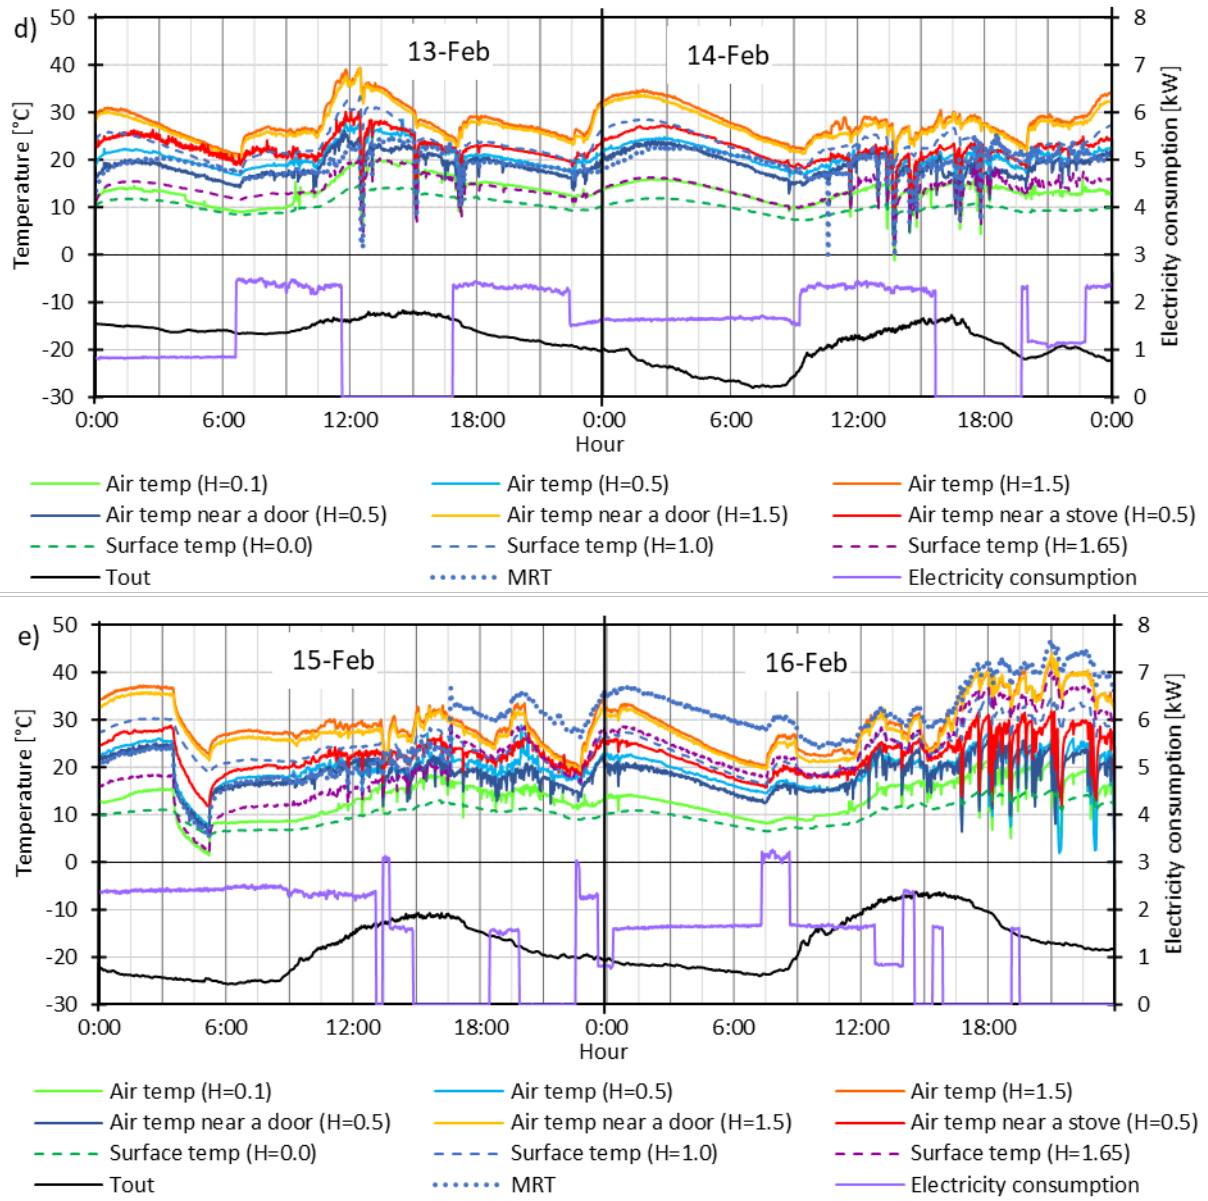 d)
50
40
30
20
10
0
-10
-20
-30
Temperature [°C]
13-Feb
14-Feb
8
7
6
5
4
3
2
1
0
Electricity consumption [kW]
0:00 6:00 12:00 18:00 0:00 6:00 12:00 18:00 0:00
Hour
Air temp (H=0.1) Air temp (H=0.5) Air temp (H=1.5)
Air temp near a door (H=0.5) Air temp near a door (H=1.5) Air temp near a stove (H=0.5)
Surface temp (H=0.0) Surface temp (H=1.0) Surface temp (H=1.65)
Tout MRT Electricity consumption
e)
50
40
30
20
10
0
-10
-20
-30
Temperature [°C]
15-Feb
16-Feb
8
7
6
5
4
3
2
1
0
Electricity consumption [kW]
0:00 6:00 12:00 18:00 0:00 6:00 12:00 18:00
Hour
Air temp (H=0.1) Air temp (H=0.5) Air temp (H=1.5)
Air temp near a door (H=0.5) Air temp near a door (H=1.5) Air temp near a stove (H=0.5)
Surface temp (H=0.0) Surface temp (H=1.0) Surface temp (H=1.65)
Tout MRT Electricity consumption